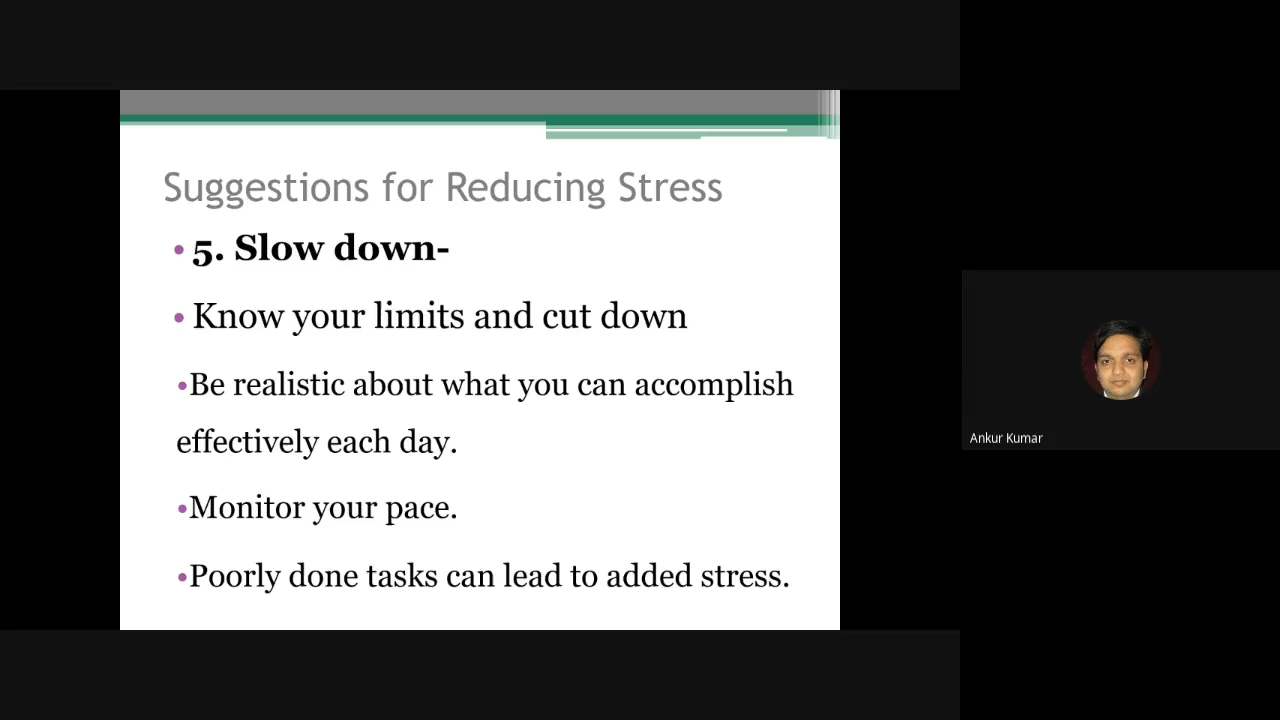 Suggestions for Reducing Stress
• 5. Slow down-
• Know your limits and cut down
•Be realistic about what you can accomplish
effectively each day.
•Monitor your pace.
•Poorly done tasks can lead to added stress.
Ankur Kumar